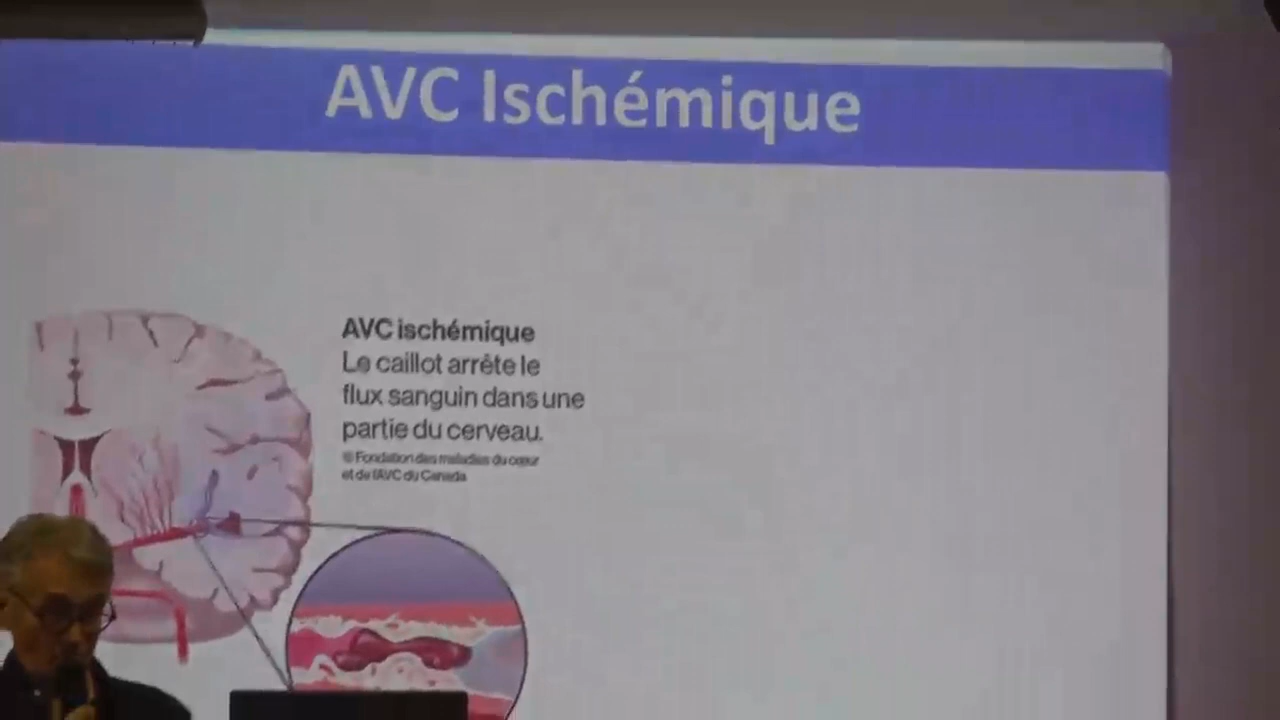 AVC Ischémique
AVC ischémique
Le caillot arrête le
flux sanguin dans une
partie du cerveau.
© Fondation des maladies du cœur
et de l'AVC du Canada